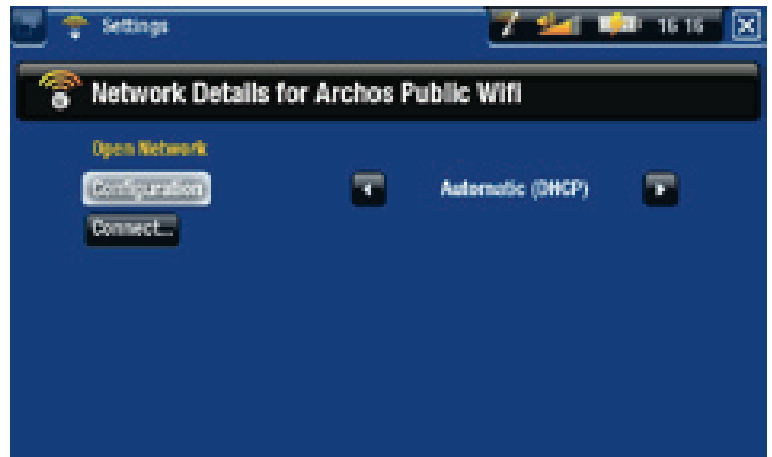 Settings
16 16
Network Details for Archos Public Wifi
Open Network
Configuration
Automatic (DHCP)
Connect...